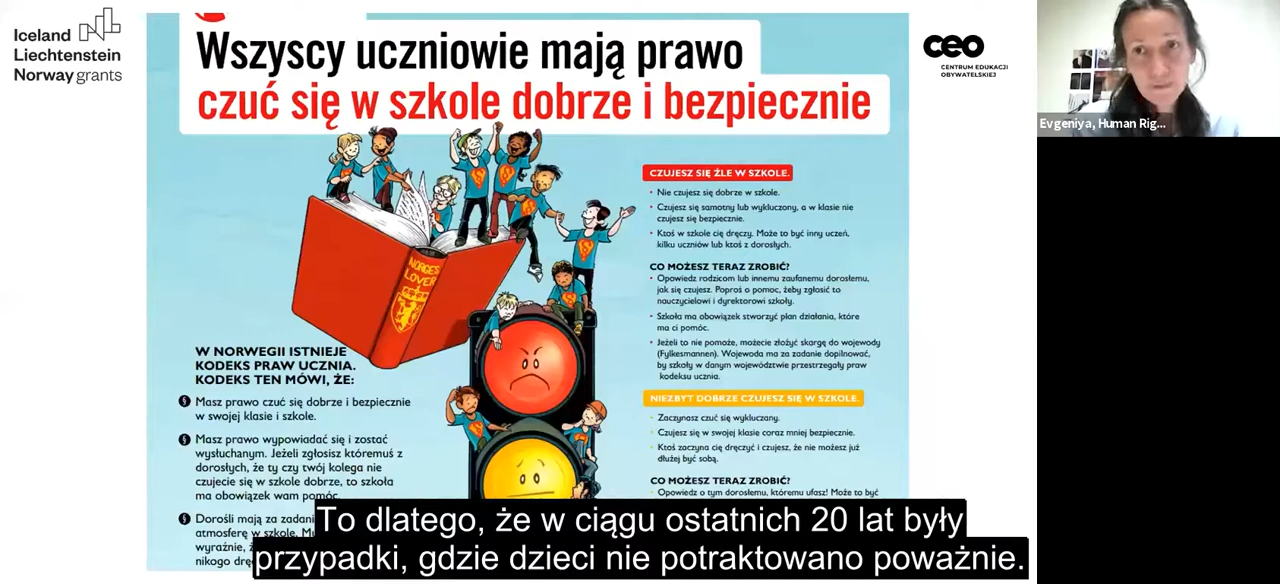 Iceland
Liechtenstein
Norway grants
Wszyscy uczniowie mają prawo
czuć się w szkole dobrze i bezpiecznie
ceo
CENTRUM EDUKACJI
OBYWATELSKIEJ
Evgeniya, Human Rig...
NORGES
LOVER
W NORWEGII ISTNIEJE
KODEKS PRAW UCZNIA.
KODEKS TEN MÓWI, ŻE:
§ Masz prawo czuć się dobrze i bezpiecznie
w swojej klasie i szkole.
§ Masz prawo wypowiadać się i zostać
wysłuchanym. Jeżeli zgłosisz któremuś z
dorosłych, że ty czy twój kolega nie
czujecie się w szkole dobrze, to szkoła
ma obowiązek wam pomóc.
§ Dorośli mają za zadani
atmosferę w szkole. Mu
wyraźnie,
nikogo drę
CZUJESZ SIĘ ŹLE W SZKOLE.
• Nie czujesz się dobrze w szkole.
• Czujesz się samotny lub wykluczony, a w klasie nie
czujesz się bezpiecznie.
• Ktoś w szkole cię dręczy. Może to być inny uczeń,
kilku uczniów lub ktoś z dorosłych.
CO MOŻESZ TERAZ ZROBIĆ?
• Opowiedz rodzicom lub innemu zaufanemu dorosłemu,
jak się czujesz. Poproś o pomoc, żeby zgłosić to
nauczycielowi i dyrektorowi szkoły.
• Szkoła ma obowiązek stworzyć plan działania, które
ma ci pomóc.
• Jeżeli to nie pomoże, możecie złożyć skargę do wojewody
(Fylkesmannen). Wojewoda ma za zadanie dopilnować,
by szkoły w danym województwie przestrzegały praw
kodeksu ucznia.
NIEZBYT DOBRZE CZUJESZ SIĘ W SZKOLE.
• Zaczynasz czuć się wykluczany.
• Czujesz się w swojej klasie coraz mniej bezpiecznie.
• Ktoś zaczyna cię dręczyć i czujesz, że nie możesz już
dłużej być sobą.
CO MOŻESZ TERAZ ZROBIĆ?
• Opowiedz o tym dorosłemu, któremu ufasz! Może to być
To dlatego, że w ciągu ostatnich 20 lat były
przypadki, gdzie dzieci nie potraktowano poważnie.